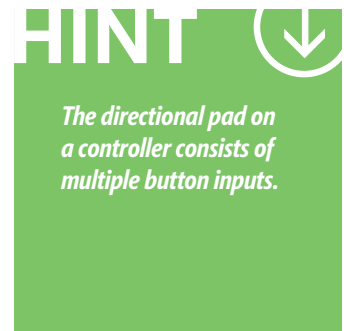 HINT
The directional pad on
a controller consists of
multiple button inputs.